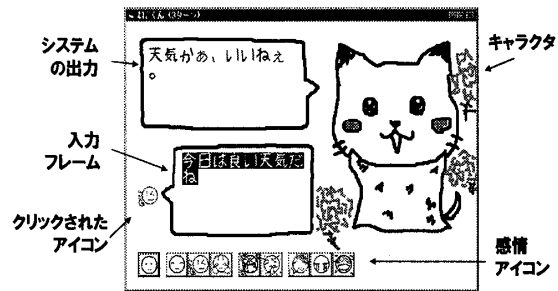 システム
の出力
天気かぁ、いいねぇ
。
キャラクタ
入力
フレーム
今日は良い天気だ
ね
クリックされた
アイコン
感情
アイコン